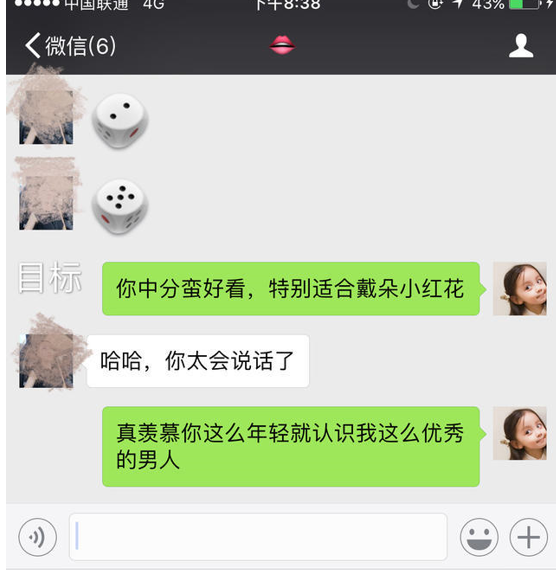 中国联通 4G 下午8:38 43%
微信(6)
目标
你中分蛮好看，特别适合戴朵小红花
哈哈，你太会说话了
真羡慕你这么年轻就认识我这么优秀
的男人